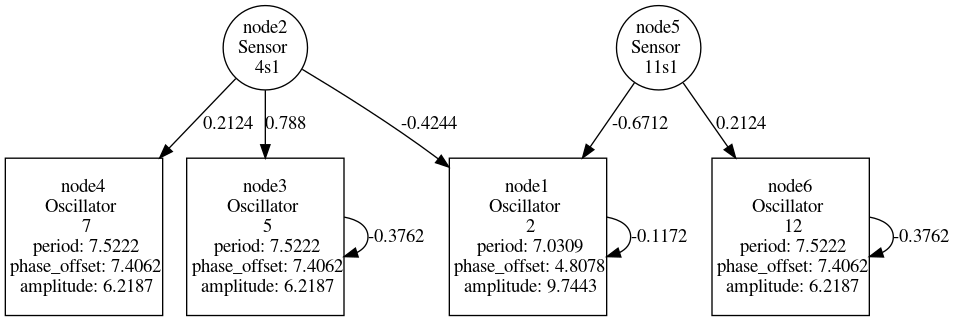 node2
Sensor
4s1
node5
Sensor
11s1
0.2124
0.788
-0.4244
-0.6712
0.2124
node4
Oscillator
7
period: 7.5222
phase_offset: 7.4062
amplitude: 6.2187
node3
Oscillator
5
period: 7.5222
phase_offset: 7.4062
amplitude: 6.2187
-0.3762
node1
Oscillator
2
period: 7.0309
phase_offset: 4.8078
amplitude: 9.7443
-0.1172
node6
Oscillator
12
period: 7.5222
phase_offset: 7.4062
amplitude: 6.2187
-0.3762